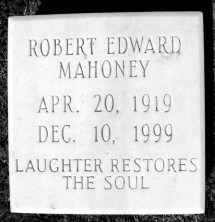 ROBERT EDWARD
MAHONEY
APR. 20, 1919
DEC. 10, 1999
LAUGHTER RESTORES
THE SOUL